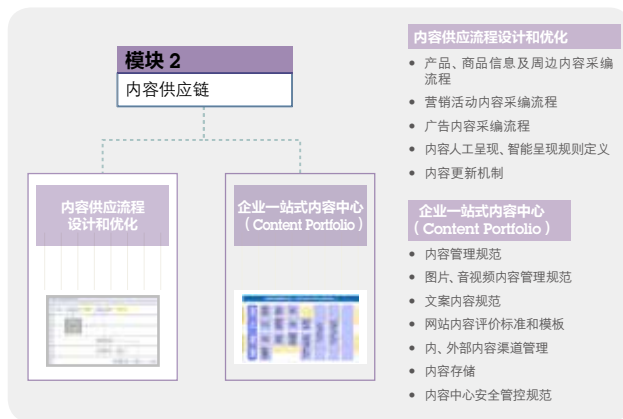 模块 2
内容供应链
内容供应流程
设计和优化
企业一站式内容中心
（Content Portfolio）
内容供应流程设计和优化
• 产品、商品信息及周边内容采编
流程
• 营销活动内容采编流程
• 广告内容采编流程
• 内容人工呈现、智能呈现规则定义
• 内容更新机制
企业一站式内容中心
（Content Portfolio）
• 内容管理规范
• 图片、音视频内容管理规范
• 文案内容规范
• 网站内容评价标准和模板
• 内、外部内容渠道管理
• 内容存储
• 内容中心安全管控规范